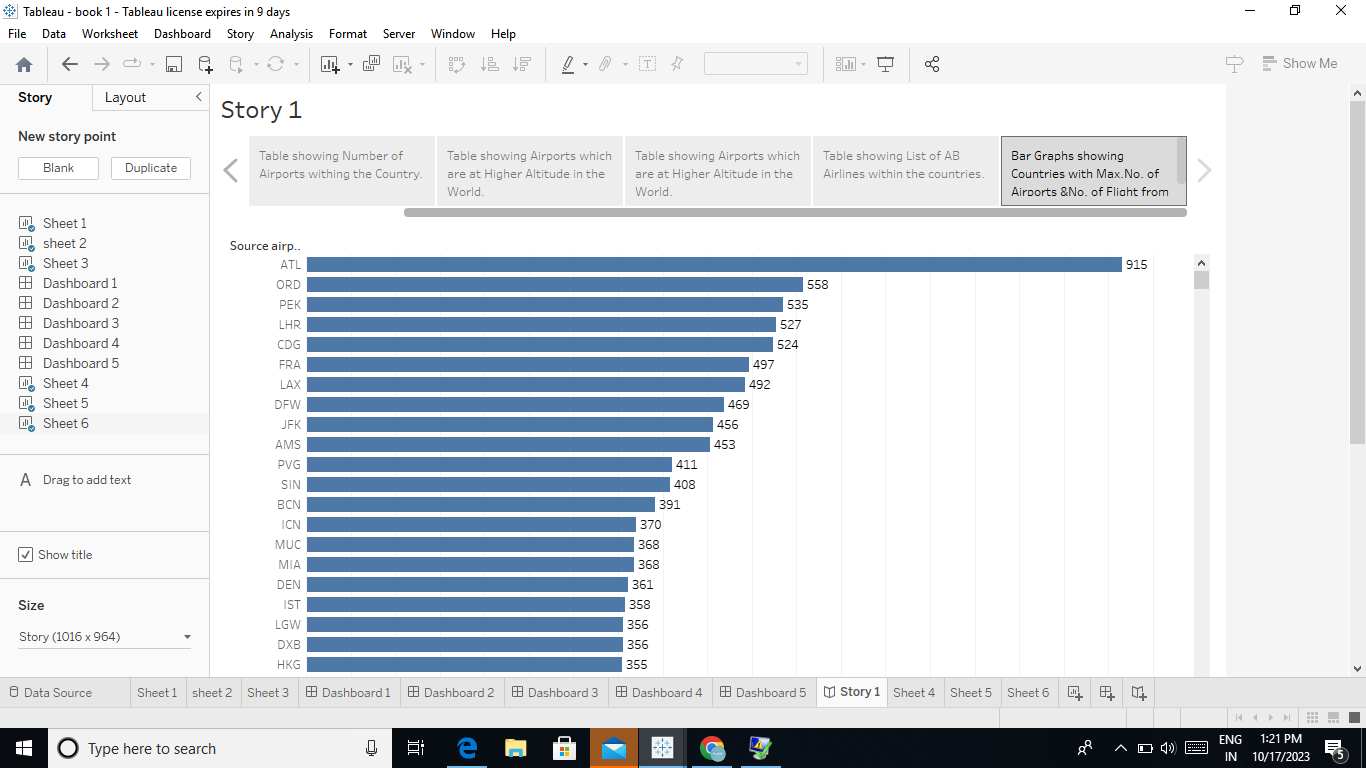 Tableau - book 1 - Tableau license expires in 9 days
File Data Worksheet Dashboard Story Analysis Format Server Window Help
Show Me
Story Layout
New story point
Blank Duplicate
Sheet 1
sheet 2
Sheet 3
Dashboard 1
Dashboard 2
Dashboard 3
Dashboard 4
Dashboard 5
Sheet 4
Sheet 5
Sheet 6
A Drag to add text
Show title
Size
Story (1016 x 964)
Story 1
Table showing Number of
Airports withing the Country.
Table showing Airports which
are at Higher Altitude in the
World.
Table showing Airports which
are at Higher Altitude in the
World.
Table showing List of AB
Airlines within the countries.
Bar Graphs showing
Countries with Max.No. of
Airports &No. of Flight from
Source airp..
ATL 915
ORD 558
PEK 535
LHR 527
CDG 524
FRA 497
LAX 492
DFW 469
JFK 456
AMS 453
PVG 411
SIN 408
BCN 391
ICN 370
MUC 368
MIA 368
DEN 361
IST 358
LGW 356
DXB 356
HKG 355
Data Source Sheet 1 sheet 2 Sheet 3 Dashboard 1 Dashboard 2 Dashboard 3 Dashboard 4 Dashboard 5 Story 1 Sheet 4 Sheet 5 Sheet 6
Type here to search
ENG
IN
1:21 PM
10/17/2023
5